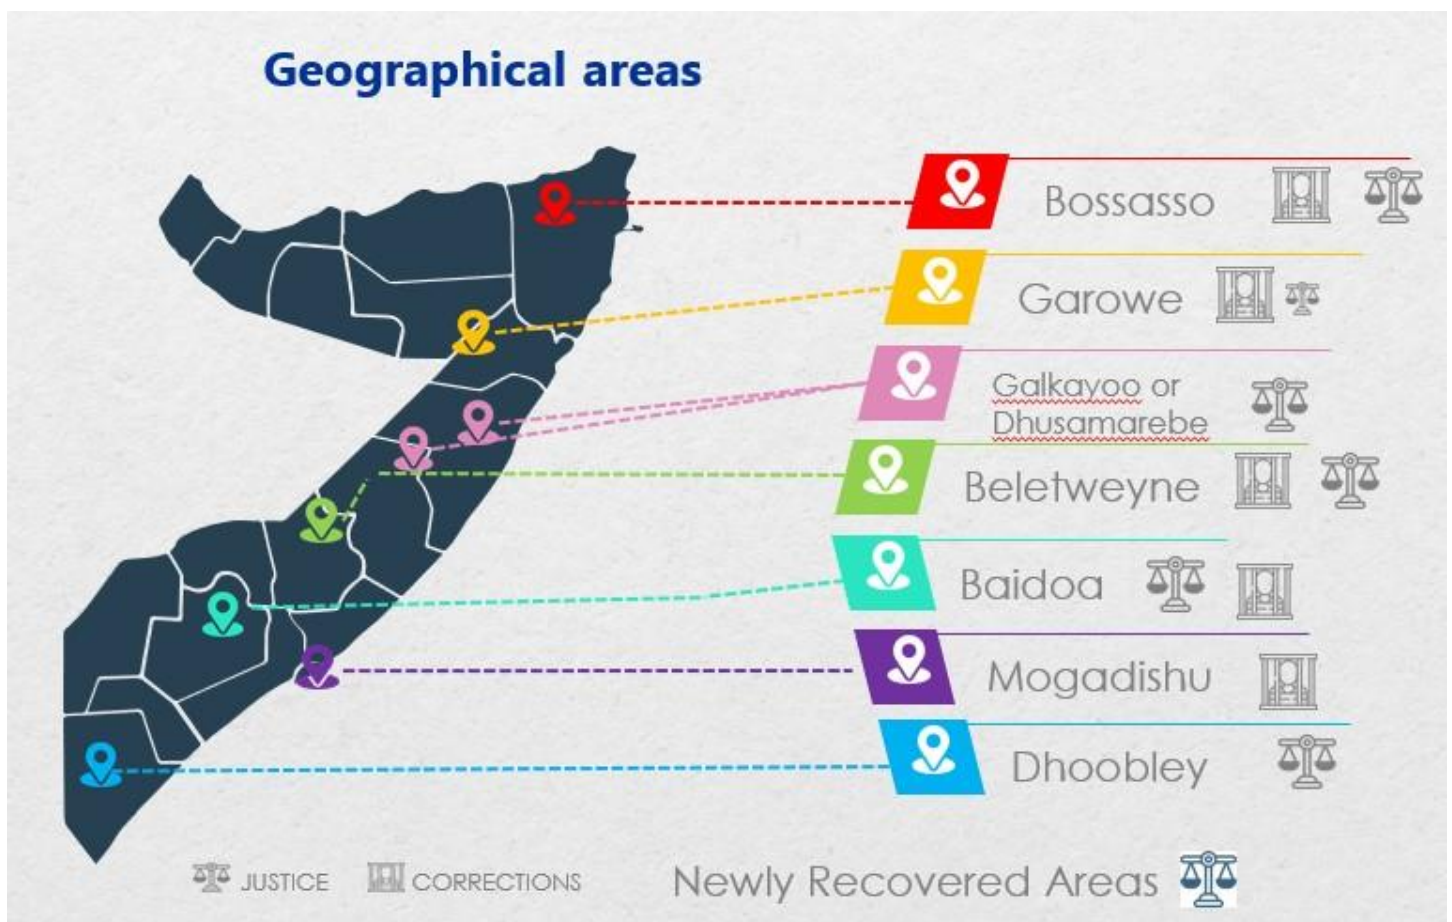 Geographical areas
Bossasso
Garowe
Galkayoo or
Dhusamarebe
Beletweyne
Baidoa
Mogadishu
Dhoobley
JUSTICE
CORRECTIONS
Newly Recovered Areas